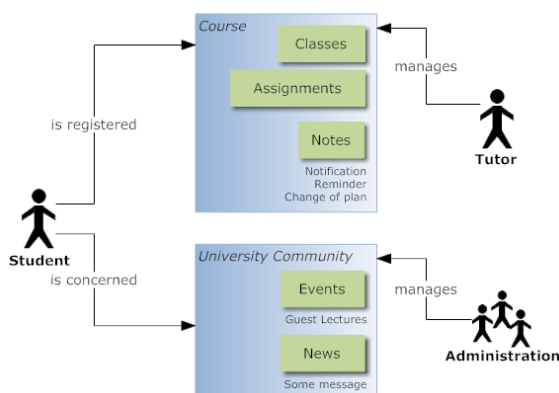 Course
Classes
manages
Assignments
is registered
Notes
Tutor
Notification
Reminder
Change of plan
University Community
Student
is concerned
Events
manages
Guest Lectures
News
Administration
Some message